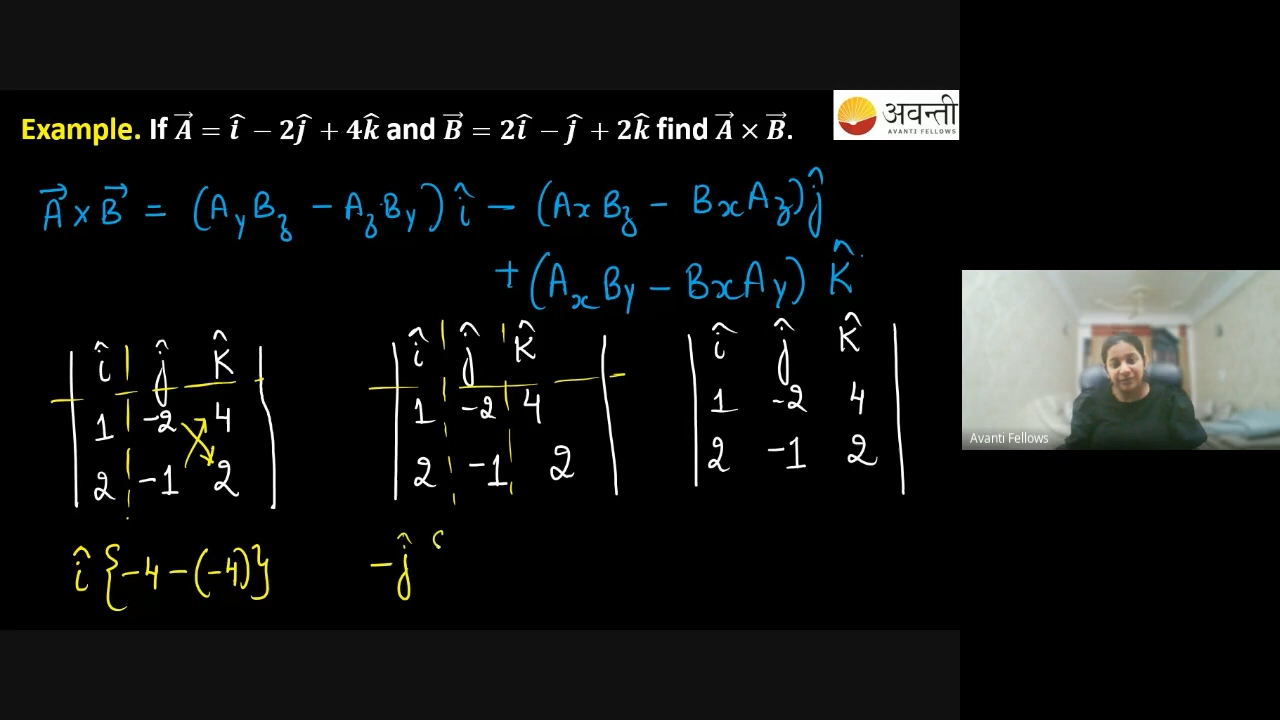 Example. If A⃗ = î − 2ĵ + 4k̂ and B⃗ = 2î − ĵ + 2k̂ find A⃗ × B⃗.
अवन्ती
AVANTI FELLOWS
A⃗ × B⃗ = (AyBz − AzBy) î − (AxBz − BxAz) ĵ
+ (AxBy − BxAy) K̂
î ĵ K̂
1 -2 4
2 -1 2
î ĵ K̂
1 -2 4
2 -1 2
î ĵ K̂
1 -2 4
2 -1 2
î {-4 - (-4)}
-ĵ
Avanti Fellows